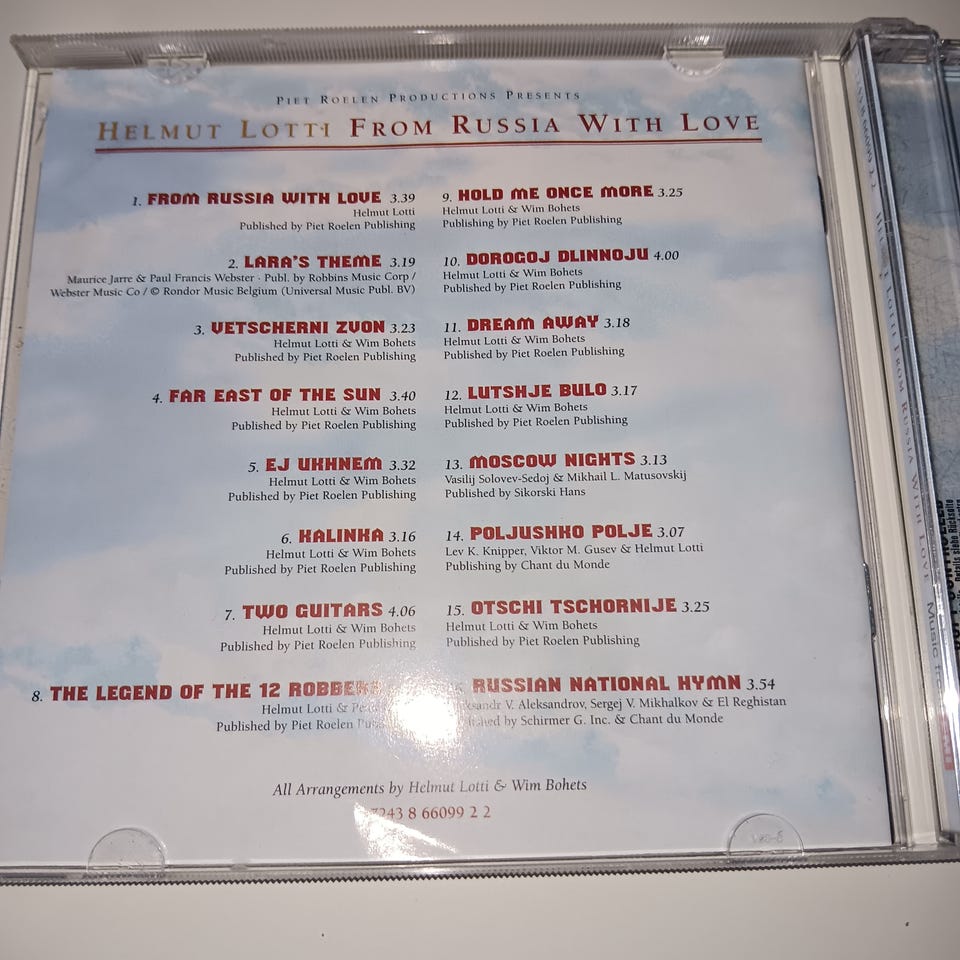 PIET ROELEN PRODUCTIONS PRESENTS
HELMUT LOTTI FROM RUSSIA WITH LOVE
1. FROM RUSSIA WITH LOVE 3.39
Helmut Lotti
Published by Piet Roelen Publishing
2. LARA'S THEME 3.19
Maurice Jarre & Paul Francis Webster · Publ. by Robbins Music Corp /
Webster Music Co / © Rondor Music Belgium (Universal Music Publ. BV)
3. VETSCHERNI ZVON 3.23
Helmut Lotti & Wim Bohets
Published by Piet Roelen Publishing
4. FAR EAST OF THE SUN 3.40
Helmut Lotti & Wim Bohets
Published by Piet Roelen Publishing
5. EJ UKHNEM 3.32
Helmut Lotti & Wim Bohets
Published by Piet Roelen Publishing
6. KALINKA 3.16
Helmut Lotti & Wim Bohets
Published by Piet Roelen Publishing
7. TWO GUITARS 4.06
Helmut Lotti & Wim Bohets
Published by Piet Roelen Publishing
8. THE LEGEND OF THE 12 ROBBERS
Helmut Lotti &
Published by Piet Roelen
9. HOLD ME ONCE MORE 3.25
Helmut Lotti & Wim Bohets
Publishing by Piet Roelen Publishing
10. DOROGOJ DLINNOJU 4.00
Helmut Lotti & Wim Bohets
Published by Piet Roelen Publishing
11. DREAM AWAY 3.18
Helmut Lotti & Wim Bohets
Published by Piet Roelen Publishing
12. LUTSHJE BULO 3.17
Helmut Lotti & Wim Bohets
Published by Piet Roelen Publishing
13. MOSCOW NIGHTS 3.13
Vasilij Solovev-Sedoj & Mikhail L. Matusovskij
Published by Sikorski Hans
14. POLJUSHKO POLJE 3.07
Lev K. Knipper, Viktor M. Gusev & Helmut Lotti
Publishing by Chant du Monde
15. OTSCHI TSCHORNIJE 3.25
Helmut Lotti & Wim Bohets
Published by Piet Roelen Publishing
RUSSIAN NATIONAL HYMN 3.54
V. Aleksandrov, Sergej V. Mikhalkov & El Reghistan
by Schirmer G. Inc. & Chant du Monde
All Arrangements by Helmut Lotti & Wim Bohets
7243 8 66099 2 2
HELMUT LOTTI FROM RUSSIA WITH LOVE